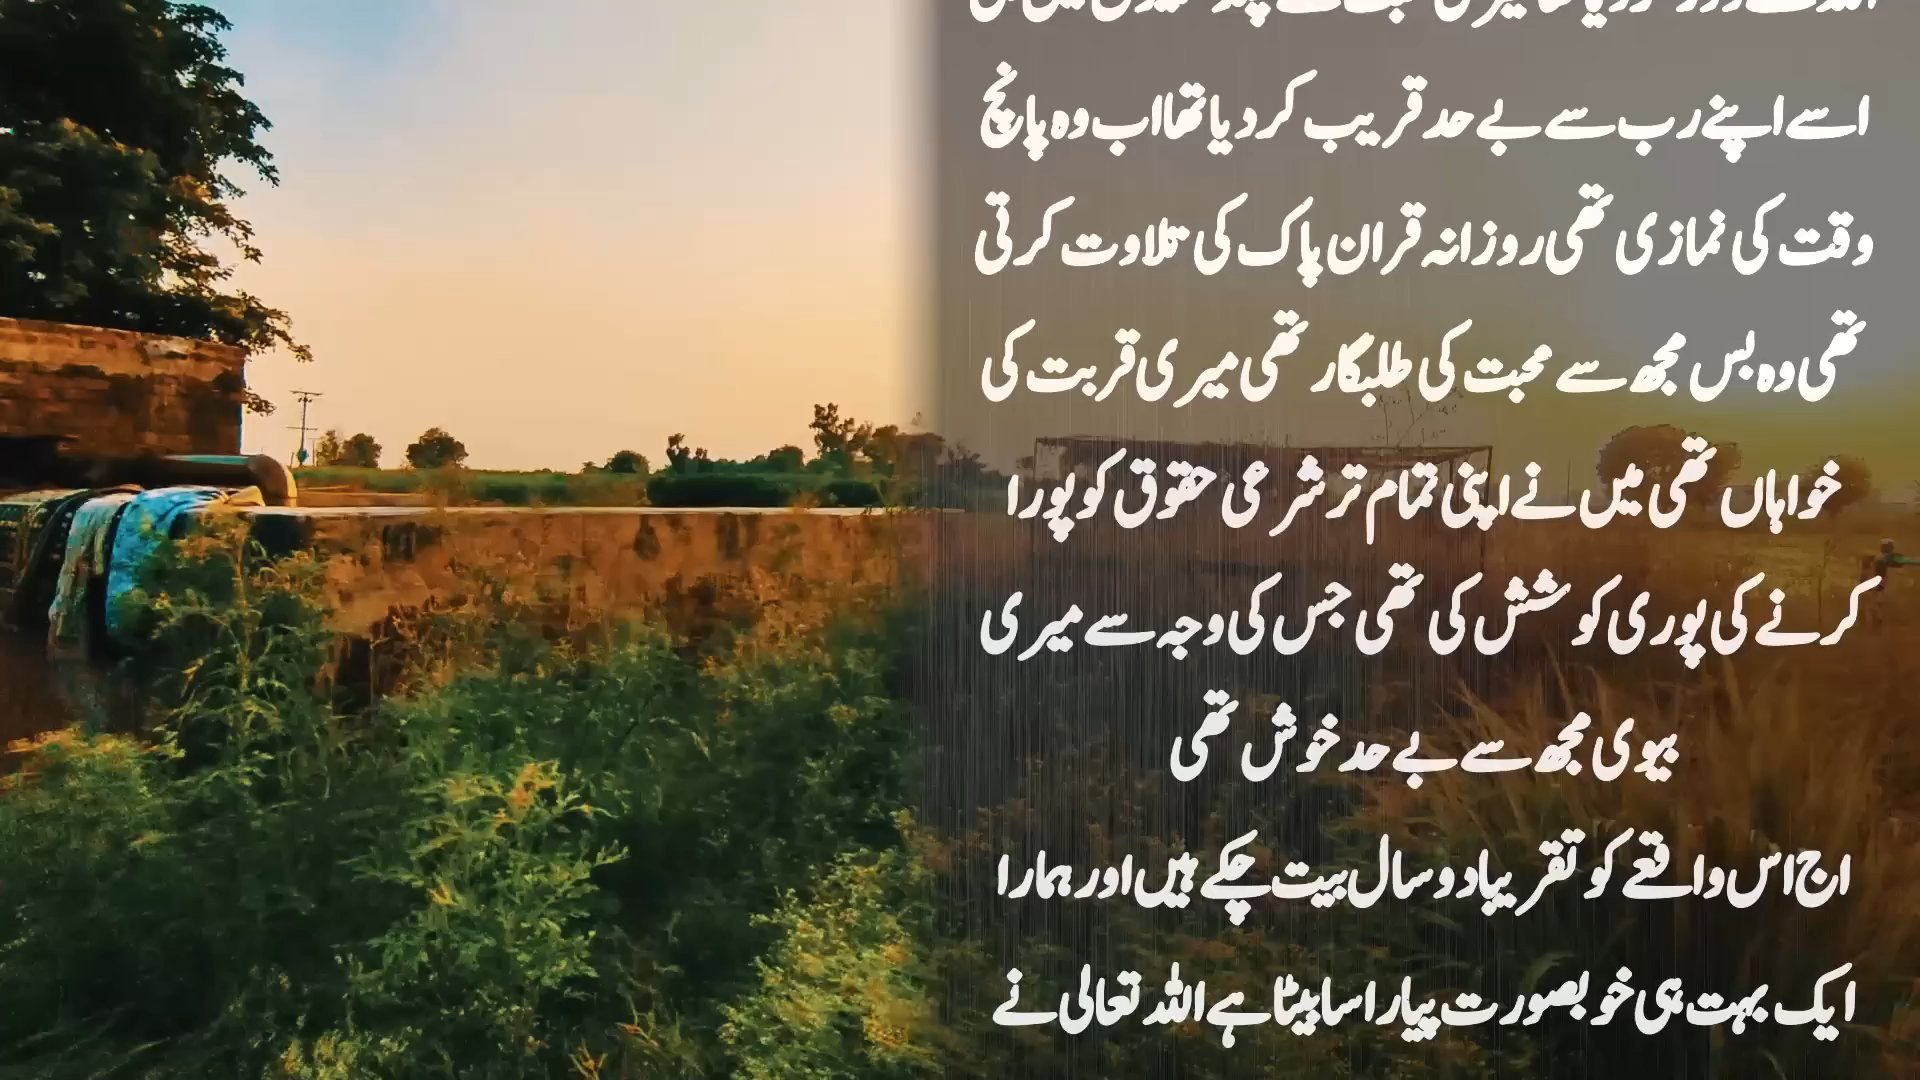 اسے اپنے رب سے بے حد قریب کر دیا تھا اب وہ پانچ
وقت کی نمازی تھی روزانہ قران پاک کی تلاوت کرتی
تھی وہ بس مجھ سے محبت کی طلبگار تھی میری قربت کی
خواہاں تھی میں نے اپنی تمام تر شرعی حقوق کو پورا
کرنے کی پوری کوشش کی تھی جس کی وجہ سے میری
بیوی مجھ سے بے حد خوش تھی
اج اس واقعے کو تقریبا دو سال بیت چکے ہیں اور ہمارا
ایک بہت ہی خوبصورت پیارا سا بیٹا ہے اللہ تعالی نے